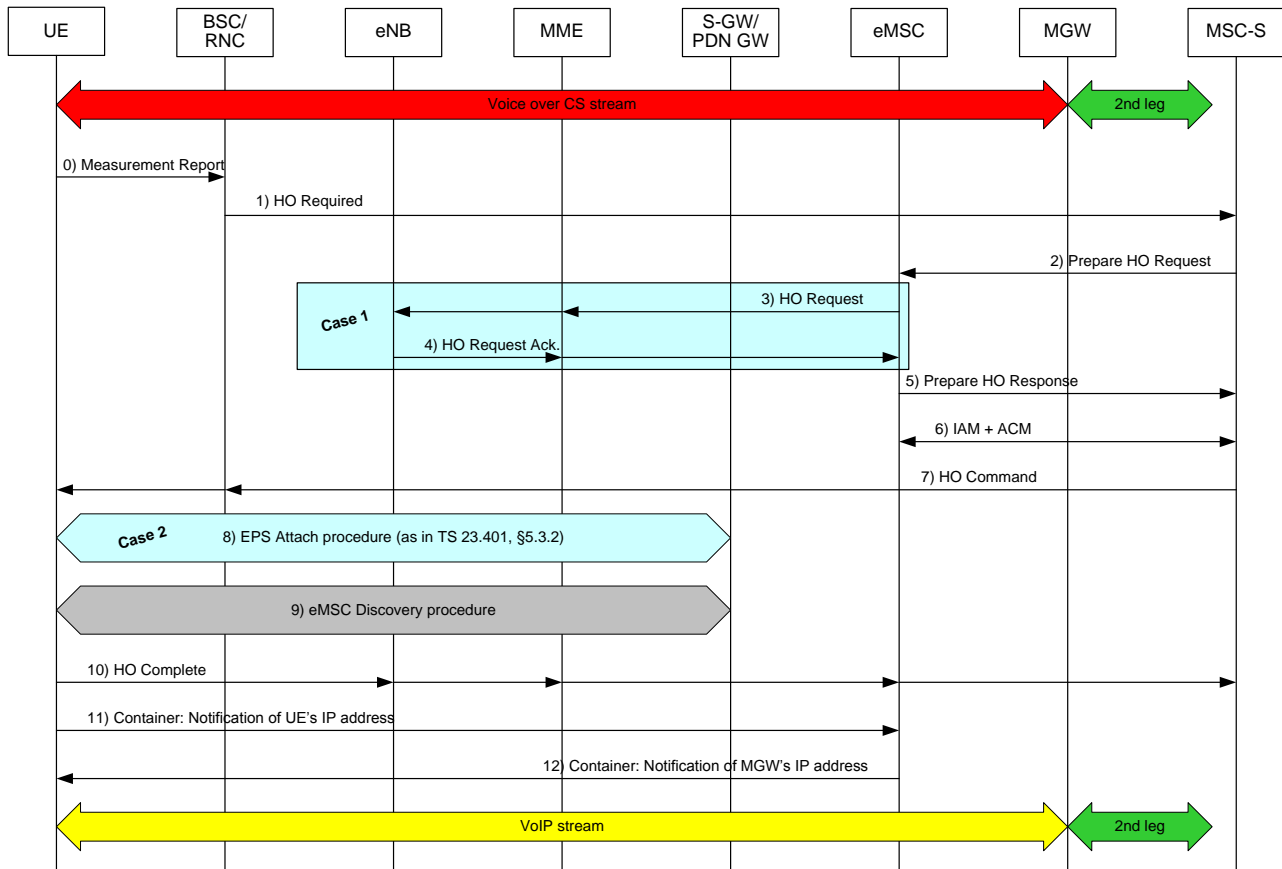 UE
BSC/
RNC
eNB
MME
S-GW/
PDN GW
eMSC
MGW
MSC-S
Voice over CS stream
2nd leg
0) Measurement Report
1) HO Required
2) Prepare HO Request
3) HO Request
Case 1
4) HO Request Ack.
5) Prepare HO Response
6) IAM + ACM
7) HO Command
Case 2
8) EPS Attach procedure (as in TS 23.401, §5.3.2)
9) eMSC Discovery procedure
10) HO Complete
11) Container: Notification of UE's IP address
12) Container: Notification of MGW's IP address
VoIP stream
2nd leg